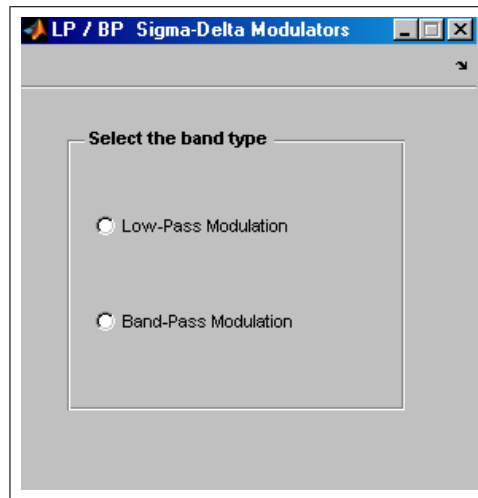 LP / BP Sigma-Delta Modulators
Select the band type
Low-Pass Modulation
Band-Pass Modulation